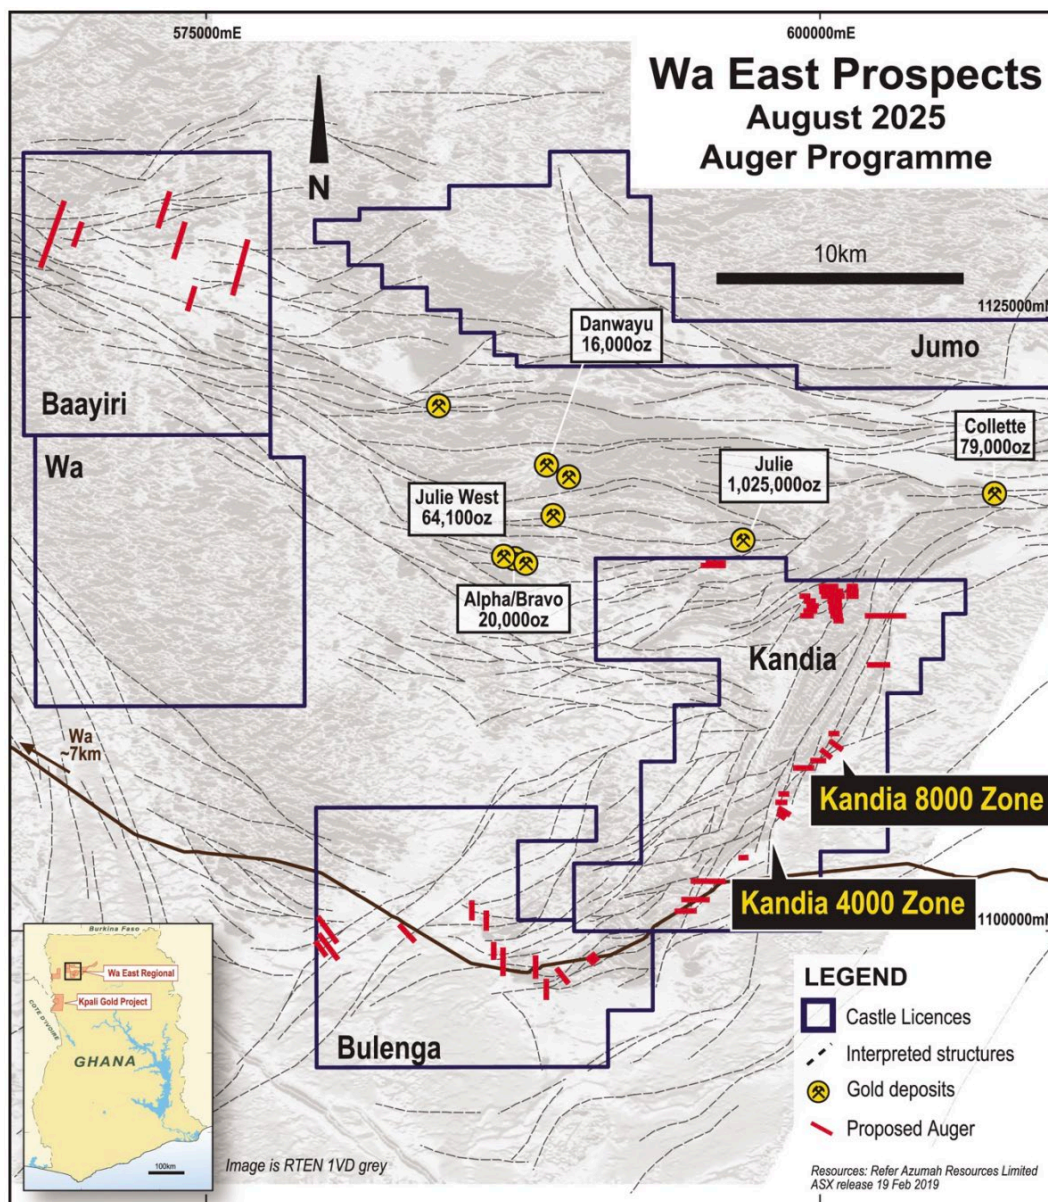 575000mE
600000mE
Wa East Prospects
August 2025
Auger Programme
N
10km
1125000mN
Jumo
Danwayu
16,000oz
Baayiri
Wa
Collette
79,000oz
Julie
1,025,000oz
Julie West
64,100oz
Alpha/Bravo
20,000oz
Kandia
Wa
~7km
Kandia 8000 Zone
Kandia 4000 Zone
1100000mN
Bulenga
LEGEND
Castle Licences
Interpreted structures
Gold deposits
Proposed Auger
Burkina Faso
Wa East Regional
Kpali Gold Project
COTE D'IVOIRE
GHANA
100km
Image is RTEN 1VD grey
Resources: Refer Azumah Resources Limited
ASX release 19 Feb 2019